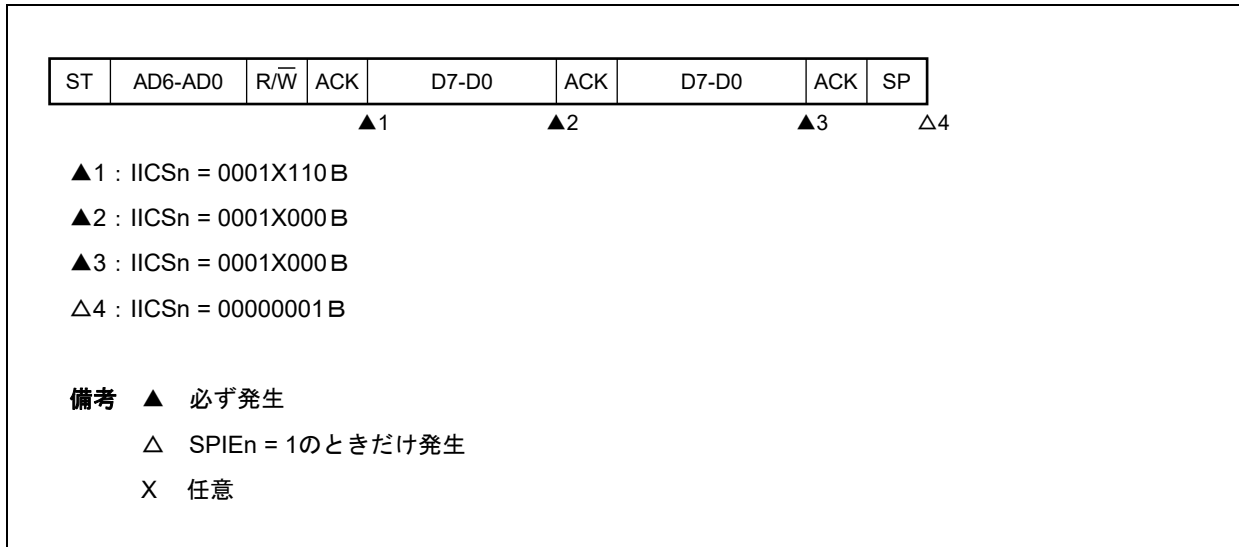 ST AD6-AD0 R/W̅ ACK D7-D0 ACK D7-D0 ACK SP
▲1 ▲2 ▲3 △4
▲1：IICSn = 0001X110B
▲2：IICSn = 0001X000B
▲3：IICSn = 0001X000B
△4：IICSn = 00000001B
備考 ▲ 必ず発生
△ SPIEn = 1のときだけ発生
X 任意